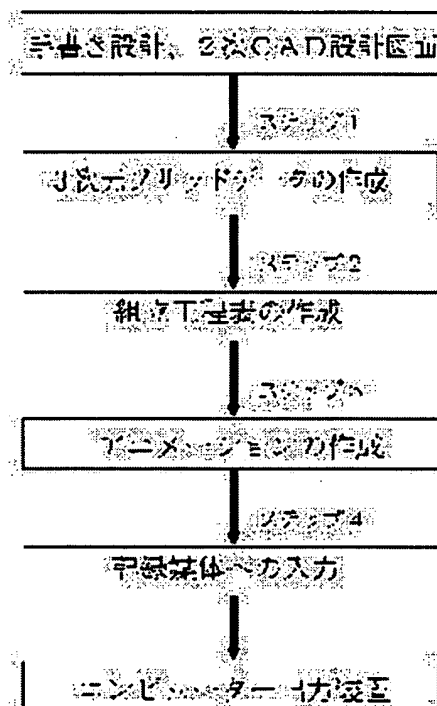 手書き設計、2次CAD設計図面
ステップ1
3次元ソリッドデータの作成
ステップ2
組立工程表の作成
ステップ3
アニメーションの作成
ステップ4
記録媒体への入力
コンピューター出力装置